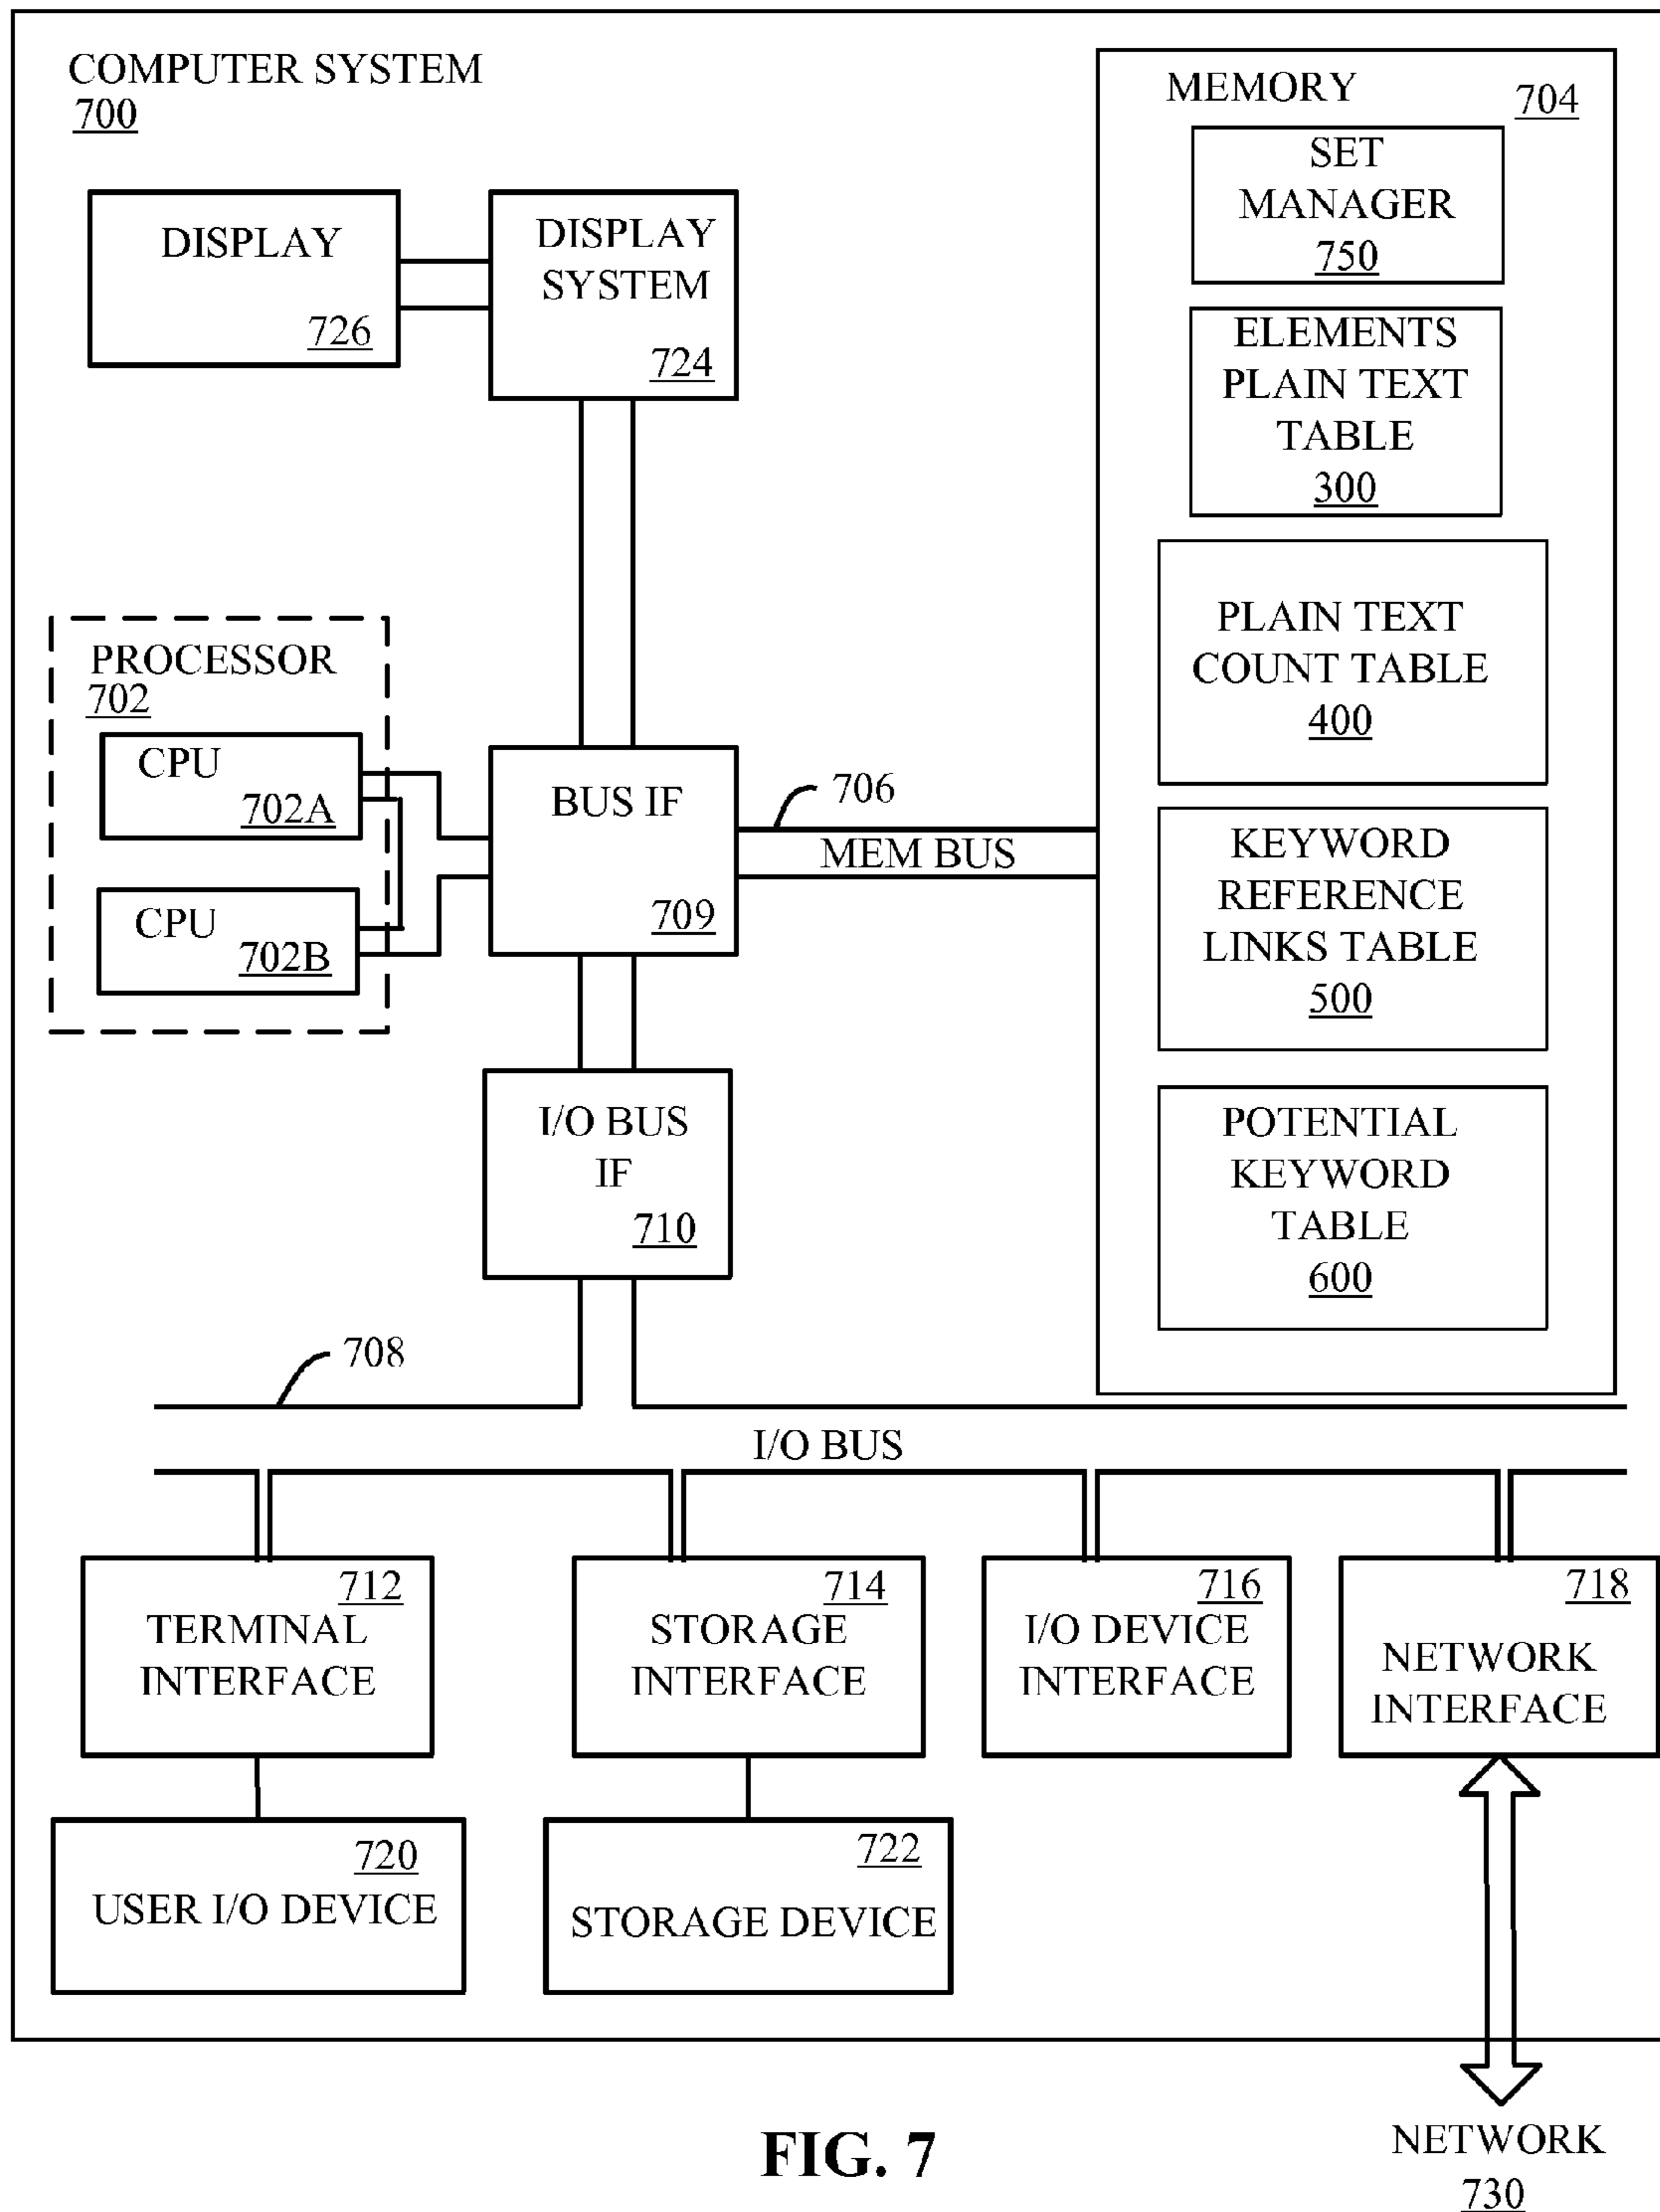 COMPUTER SYSTEM
700
MEMORY
704
SET
MANAGER
750
ELEMENTS
PLAIN TEXT
TABLE
300
PLAIN TEXT
COUNT TABLE
400
KEYWORD
REFERENCE
LINKS TABLE
500
POTENTIAL
KEYWORD
TABLE
600
DISPLAY
726
DISPLAY
SYSTEM
724
PROCESSOR
702
CPU
702A
CPU
702B
BUS IF
709
706
MEM BUS
I/O BUS
IF
710
708
I/O BUS
712
TERMINAL
INTERFACE
714
STORAGE
INTERFACE
716
I/O DEVICE
INTERFACE
718
NETWORK
INTERFACE
720
USER I/O DEVICE
722
STORAGE DEVICE
FIG. 7
NETWORK
730